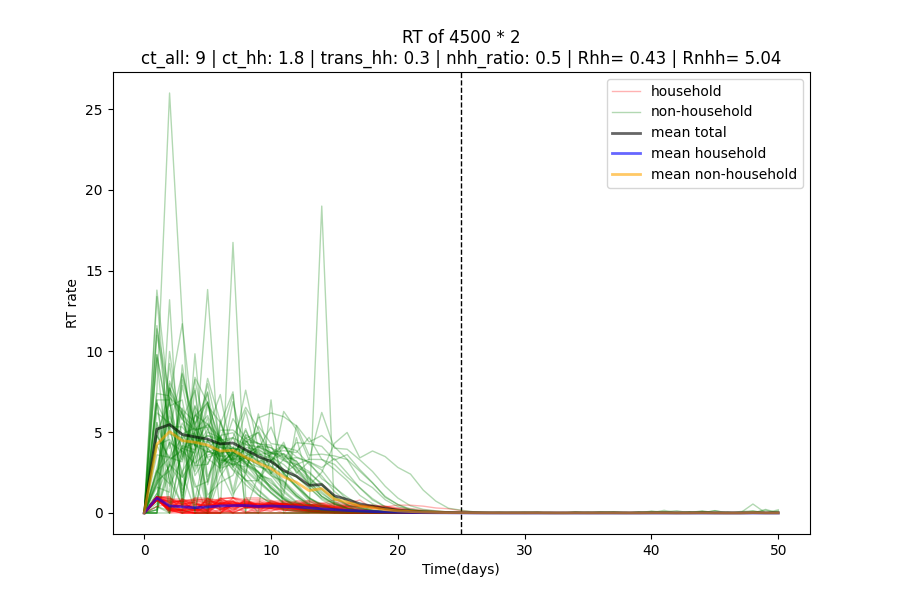 RT of 4500 * 2
ct_all: 9 | ct_hh: 1.8 | trans_hh: 0.3 | nhh_ratio: 0.5 | Rhh= 0.43 | Rnhh= 5.04
household
non-household
mean total
mean household
mean non-household
RT rate
25
20
15
10
5
0
0 10 20 30 40 50
Time(days)